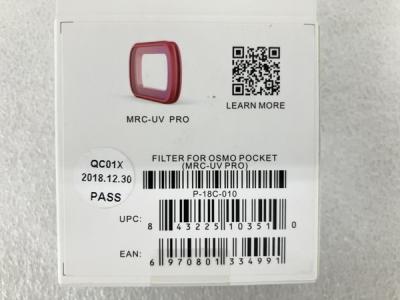 MRC-UV PRO
LEARN MORE
QC01X
2018.12.30
PASS
FILTER FOR OSMO POCKET
(MRC-UV PRO)
P-18C-010
UPC:
8 43225 10351 0
EAN:
6 970801 334991